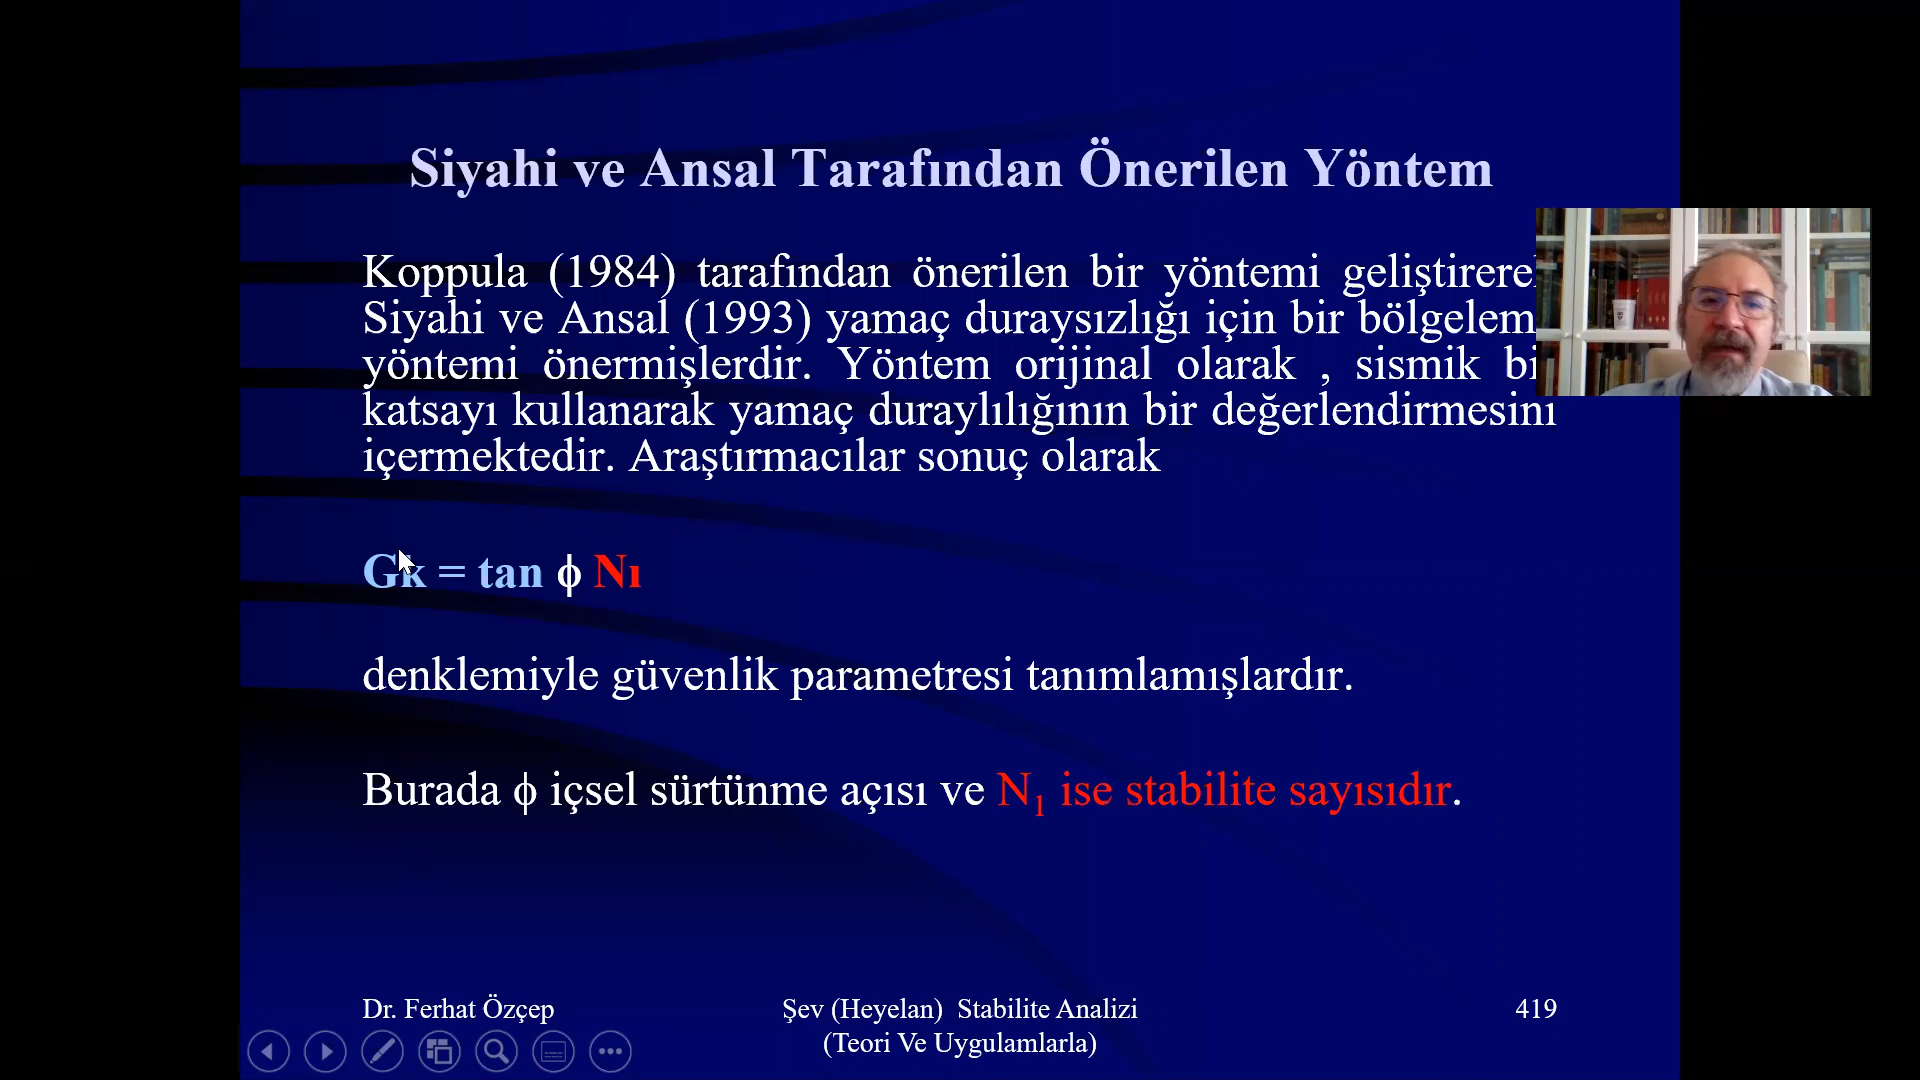 Siyahi ve Ansal Tarafından Önerilen Yöntem
Koppula (1984) tarafından önerilen bir yöntemi geliştirere
Siyahi ve Ansal (1993) yamaç duraysızlığı için bir bölgelem
yöntemi önermişlerdir. Yöntem orijinal olarak , sismik bi
katsayı kullanarak yamaç duraylılığının bir değerlendirmesini
içermektedir. Araştırmacılar sonuç olarak
Gk = tan ϕ Nı
denklemiyle güvenlik parametresi tanımlamışlardır.
Burada ϕ içsel sürtünme açısı ve N₁ ise stabilite sayısıdır.
Dr. Ferhat Özçep
Şev (Heyelan) Stabilite Analizi
(Teori Ve Uygulamlarla)
419